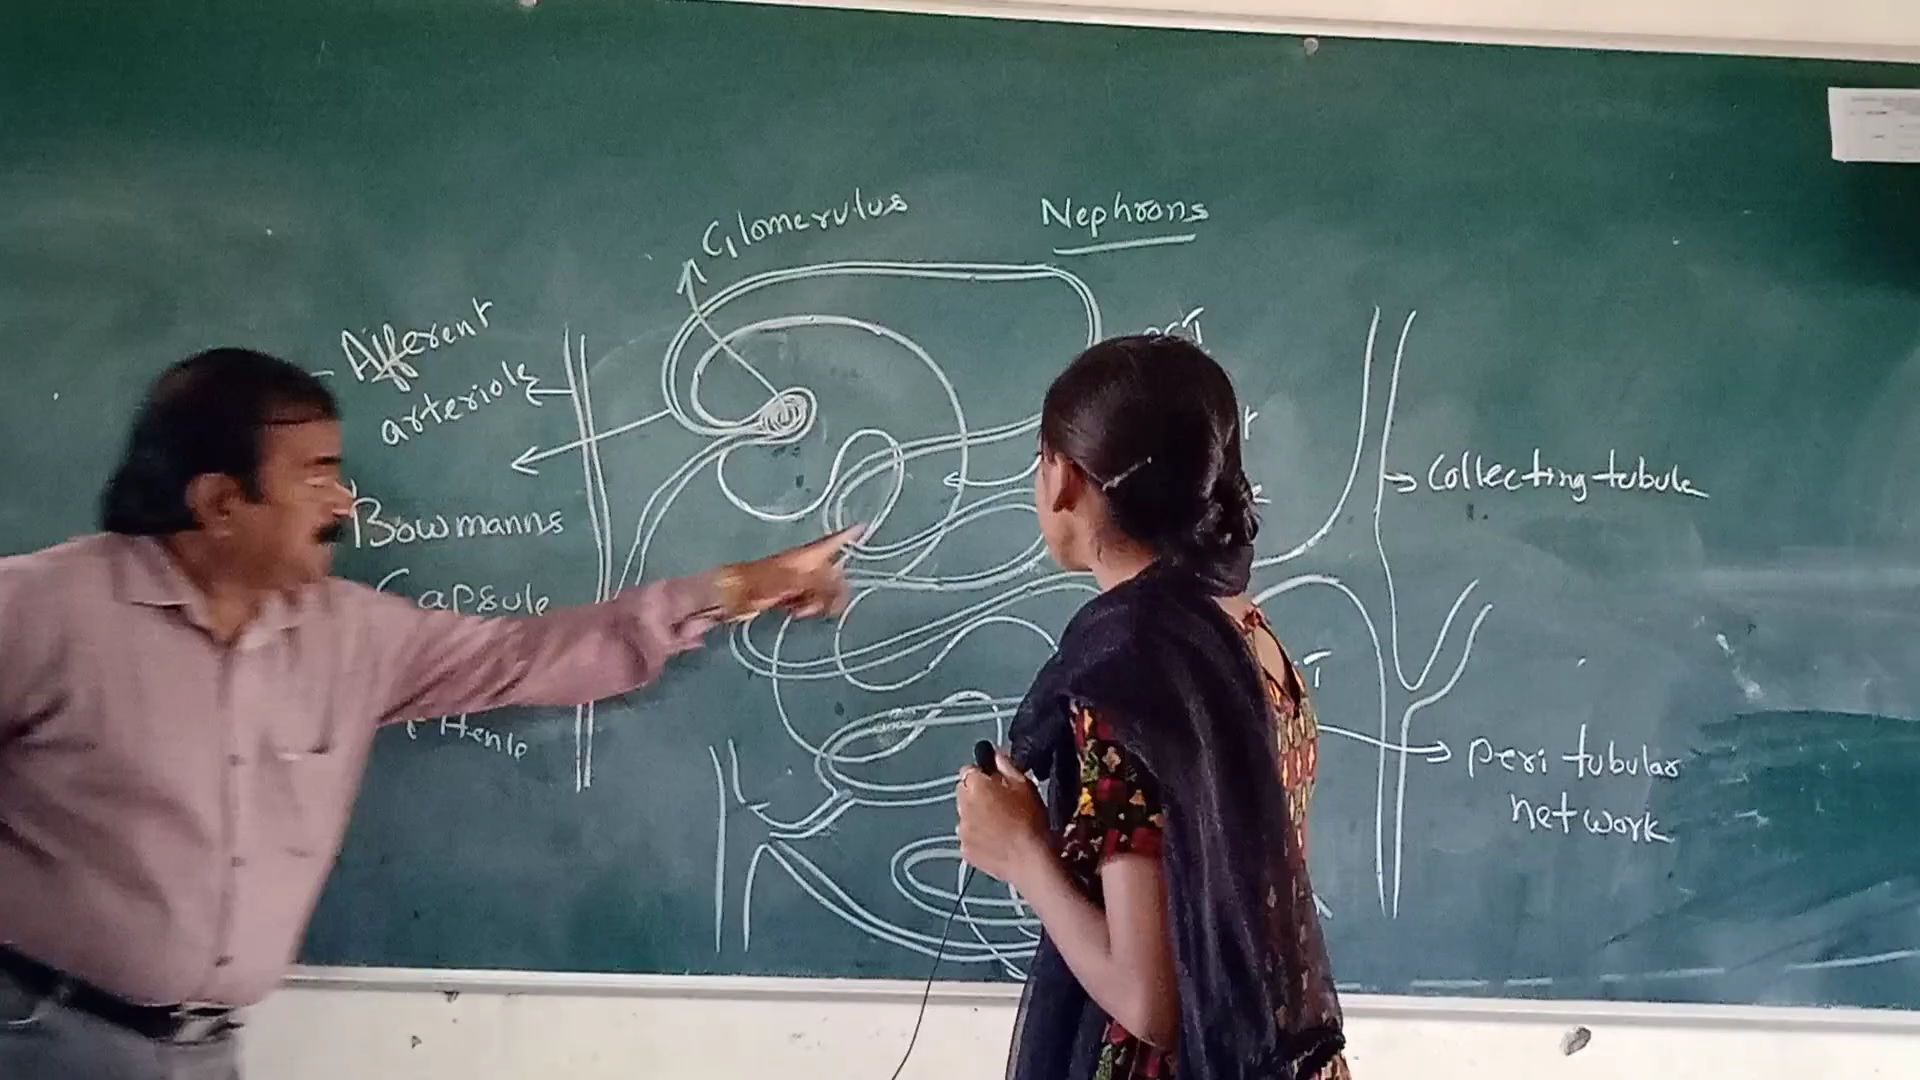 Glomerulus
Nephrons
Afferent
arteriole
Bowmanns
Capsule
Henle
Collecting tubule
peri tubular
network